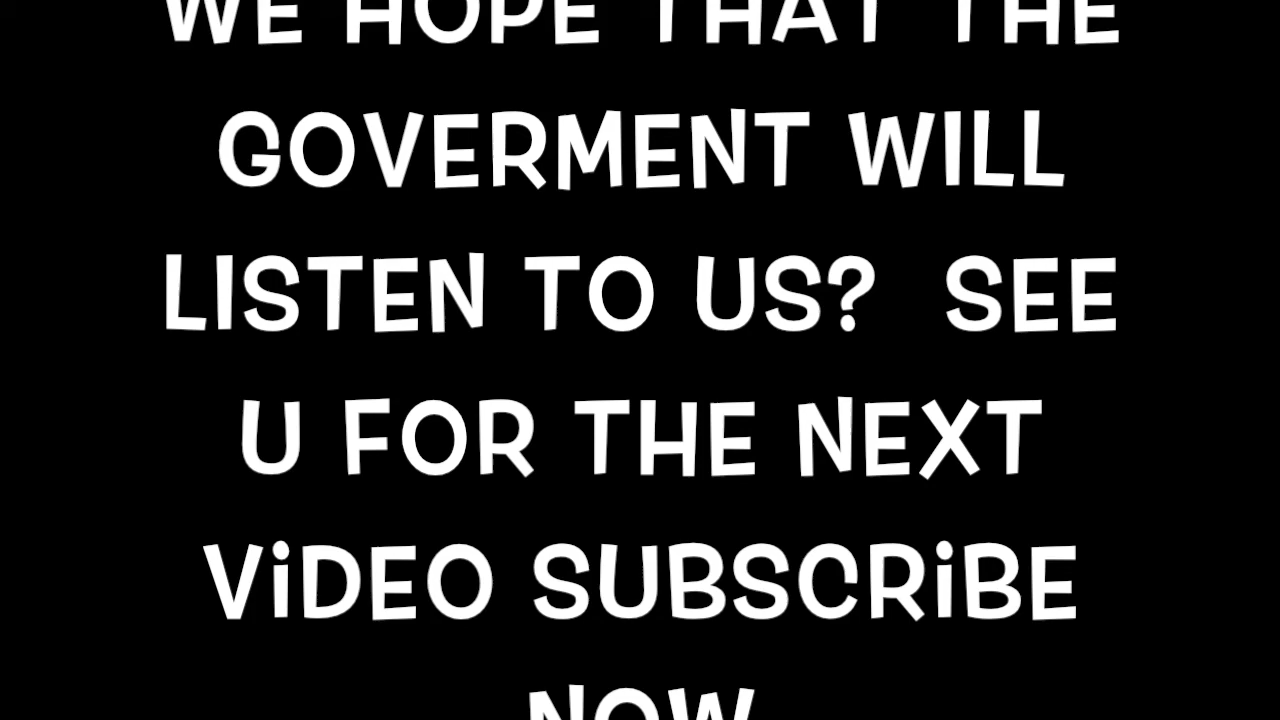 WE HOPE THAT THE
GOVERMENT WILL
LISTEN TO US? SEE
U FOR THE NEXT
ViDEO SUBSCRiBE
NOW